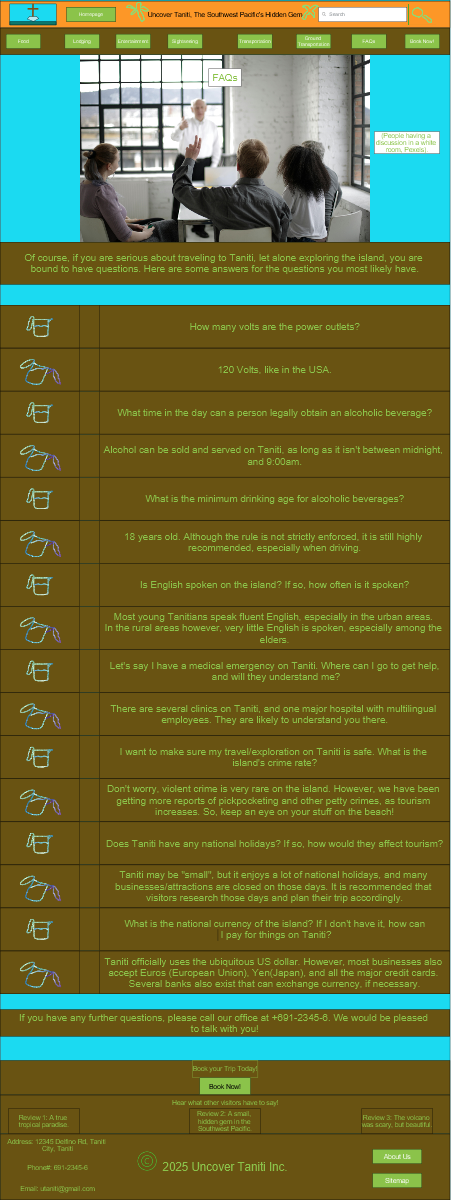 Homepage
Uncover Taniti, The Southwest Pacific's Hidden Gem
Search
Food
Lodging
Entertainment
Sightseeing
Transportation
Ground
Transportation
FAQs
Book Now!
FAQs
(People having a
discussion in a white
room, Pexels)
Of course, if you are serious about traveling to Taniti, let alone exploring the island, you are
bound to have questions. Here are some answers for the questions you most likely have.
How many volts are the power outlets?
120 Volts, like in the USA.
What time in the day can a person legally obtain an alcoholic beverage?
Alcohol can be sold and served on Taniti, as long as it isn't between midnight,
and 9:00am.
What is the minimum drinking age for alcoholic beverages?
18 years old. Although the rule is not strictly enforced, it is still highly
recommended, especially when driving.
Is English spoken on the island? If so, how often is it spoken?
Most young Tanitians speak fluent English, especially in the urban areas.
In the rural areas however, very little English is spoken, especially among the
elders.
Let's say I have a medical emergency on Taniti. Where can I go to get help,
and will they understand me?
There are several clinics on Taniti, and one major hospital with multilingual
employees. They are likely to understand you there.
I want to make sure my travel/exploration on Taniti is safe. What is the
island's crime rate?
Don't worry, violent crime is very rare on the island. However, we have been
getting more reports of pickpocketing and other petty crimes, as tourism
increases. So, keep an eye on your stuff on the beach!
Does Taniti have any national holidays? If so, how would they affect tourism?
Taniti may be "small", but it enjoys a lot of national holidays, and many
businesses/attractions are closed on those days. It is recommended that
visitors research those days and plan their trip accordingly.
What is the national currency of the island? If I don't have it, how can
I pay for things on Taniti?
Taniti officially uses the ubiquitous US dollar. However, most businesses also
accept Euros (European Union), Yen(Japan), and all the major credit cards.
Several banks also exist that can exchange currency, if necessary.
If you have any further questions, please call our office at +691-2345-6. We would be pleased
to talk with you!
Book your Trip Today!
Book Now!
Hear what other visitors have to say!
Review 1: A true
tropical paradise.
Review 2: A small,
hidden gem in the
Southwest Pacific
Review 3: The volcano
was scary, but beautiful.
Address: 12345 Delfino Rd, Taniti
City, Taniti
Phone#: 691-2345-6
Email: utaniti@gmail.com
© 2025 Uncover Taniti Inc.
About Us
Sitemap